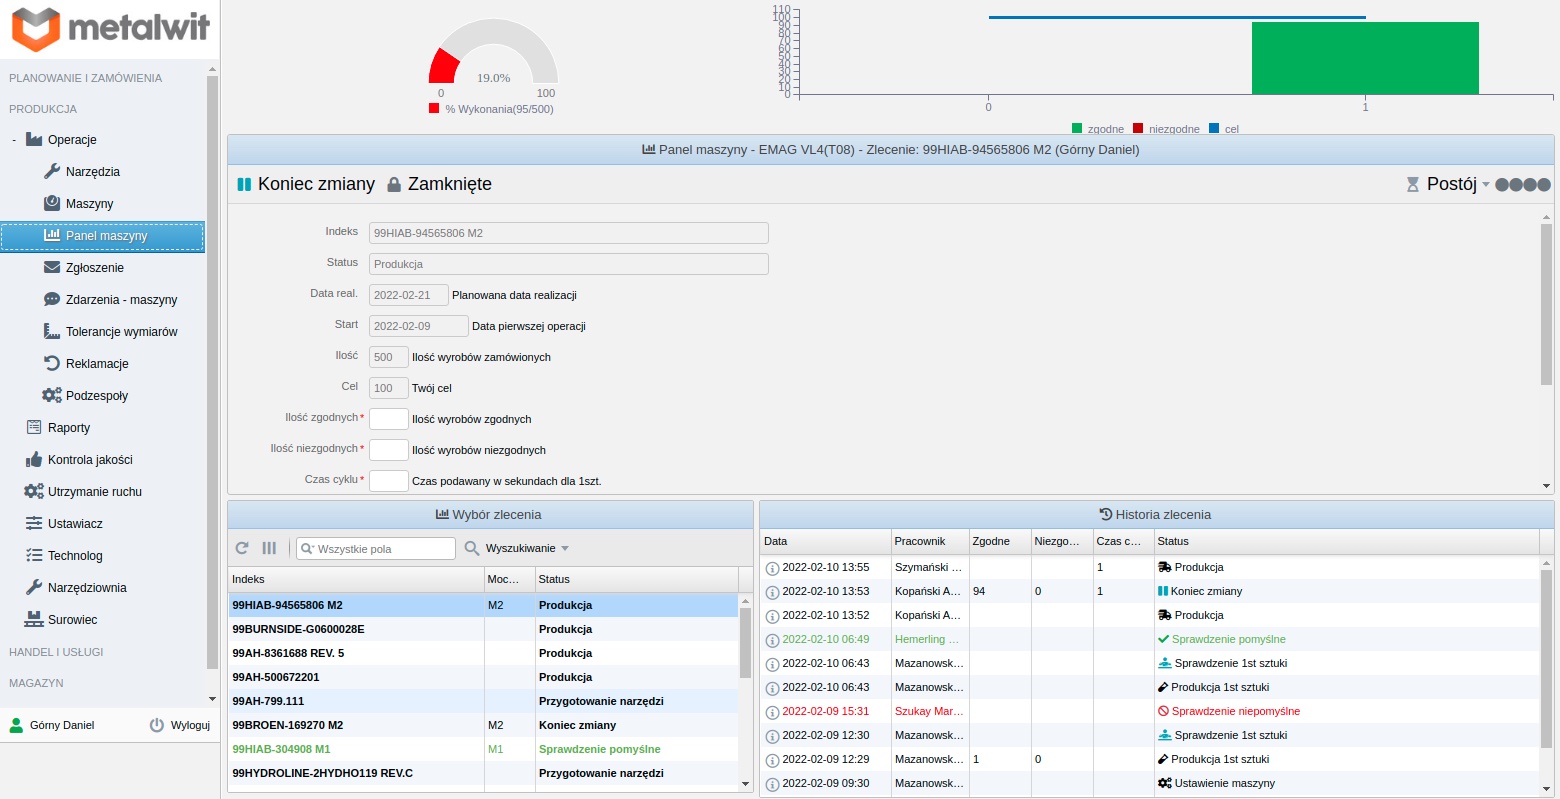 metalwit
PLANOWANIE I ZAMÓWIENIA
PRODUKCJA
- Operacje
Narzędzia
Maszyny
Panel maszyny
Zgłoszenie
Zdarzenia - maszyny
Tolerancje wymiarów
Reklamacje
Podzespoły
Raporty
Kontrola jakości
Utrzymanie ruchu
Ustawiacz
Technolog
Narzędziownia
Surowiec
HANDEL I USŁUGI
MAGAZYN
Górny Daniel Wyloguj
19.0%
0 100
% Wykonania(95/500)
110
100
90
80
70
60
50
40
30
20
10
0
0 1
zgodne niezgodne cel
Panel maszyny - EMAG VL4(T08) - Zlecenie: 99HIAB-94565806 M2 (Górny Daniel)
Koniec zmiany Zamknięte Postój
Indeks 99HIAB-94565806 M2
Status Produkcja
Data real. 2022-02-21 Planowana data realizacji
Start 2022-02-09 Data pierwszej operacji
Ilość 500 Ilość wyrobów zamówionych
Cel 100 Twój cel
Ilość zgodnych* Ilość wyrobów zgodnych
Ilość niezgodnych* Ilość wyrobów niezgodnych
Czas cyklu* Czas podawany w sekundach dla 1szt.
Wybór zlecenia
Wszystkie pola Wyszukiwanie
Indeks Moc... Status
99HIAB-94565806 M2 M2 Produkcja
99BURNSIDE-G0600028E Produkcja
99AH-8361688 REV. 5 Produkcja
99AH-500672201 Produkcja
99AH-799.111 Przygotowanie narzędzi
99BROEN-169270 M2 M2 Koniec zmiany
99HIAB-304908 M1 M1 Sprawdzenie pomyślne
99HYDROLINE-2HYDHO119 REV.C Przygotowanie narzędzi
Historia zlecenia
Data Pracownik Zgodne Niezgo... Czas c... Status
2022-02-10 13:55 Szymański ... 1 Produkcja
2022-02-10 13:53 Kopański A... 94 0 1 Koniec zmiany
2022-02-10 13:52 Kopański A... Produkcja
2022-02-10 06:49 Hemerling ... Sprawdzenie pomyślne
2022-02-10 06:43 Mazanowsk... Sprawdzenie 1st sztuki
2022-02-10 06:43 Mazanowsk... Produkcja 1st sztuki
2022-02-09 15:31 Szukay Mar... Sprawdzenie niepomyślne
2022-02-09 12:30 Mazanowsk... Sprawdzenie 1st sztuki
2022-02-09 12:29 Mazanowsk... 1 0 Produkcja 1st sztuki
2022-02-09 09:30 Mazanowsk... Ustawienie maszyny